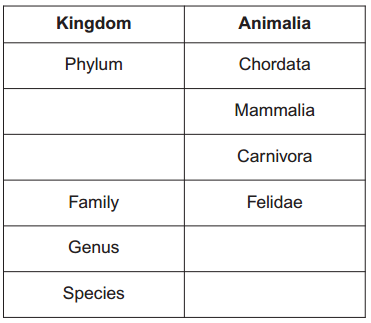 Kingdom Animalia
Phylum Chordata
Mammalia
Carnivora
Family Felidae
Genus
Species